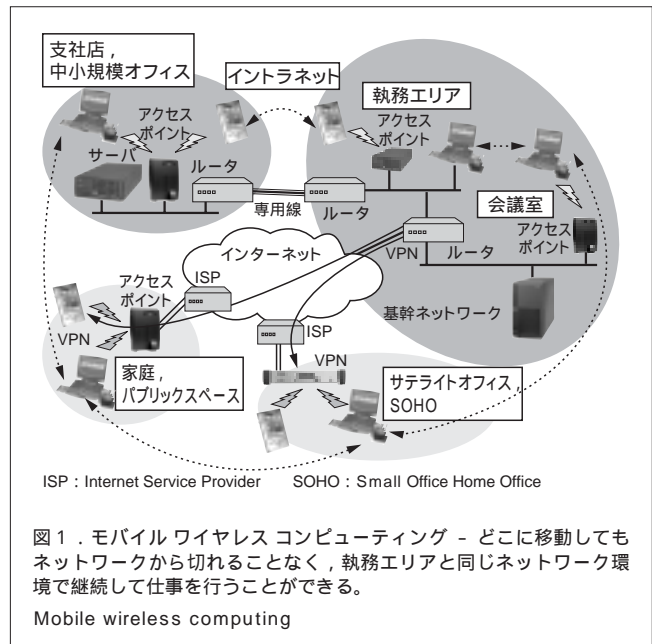 支社店，
中小規模オフィス
イントラネット
執務エリア
アクセス
ポイント
サーバ
ルータ
アクセス
ポイント
専用線
ルータ
会議室
アクセス
ポイント
VPN
ルータ
インターネット
ISP
アクセス
ポイント
基幹ネットワーク
VPN
ISP
VPN
家庭，
パブリックスペース
サテライトオフィス，
SOHO
ISP：Internet Service Provider　SOHO：Small Office Home Office
図１．モバイル ワイヤレス コンピューティング － どこに移動しても
ネットワークから切れることなく，執務エリアと同じネットワーク環
境で継続して仕事を行うことができる。
Mobile wireless computing